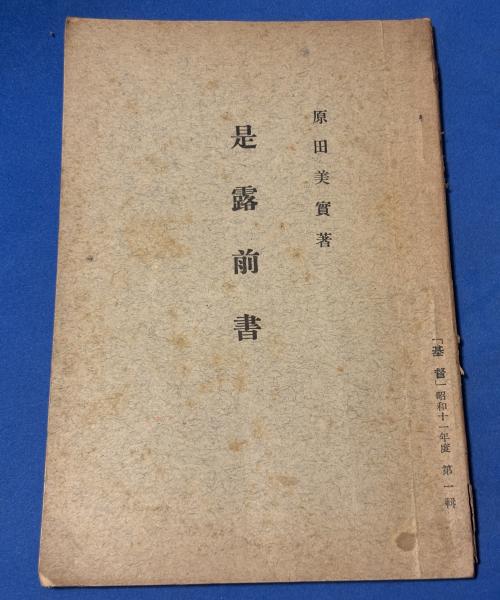 原田美實著
是露前書
「基督」昭和十一年度 第一輯